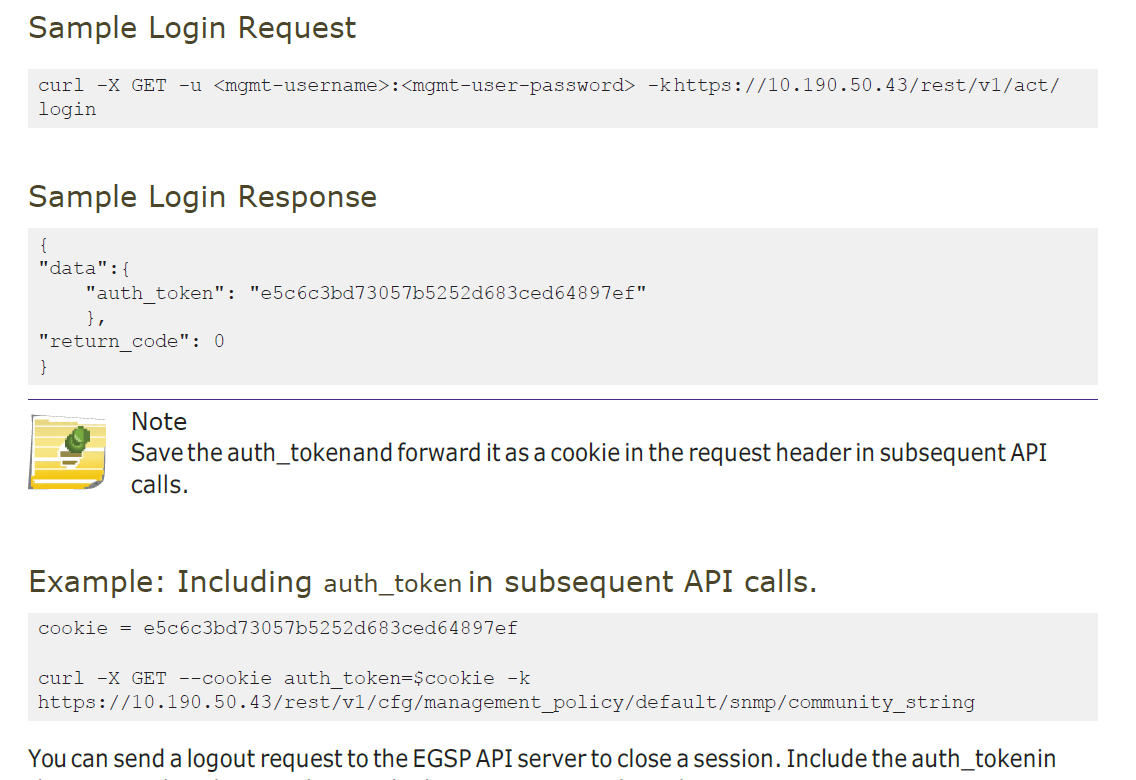 Sample Login Request
curl -X GET -u <mgmt-username>:<mgmt-user-password> -khttps://10.190.50.43/rest/v1/act/
login
Sample Login Response
{
"data":{
    "auth_token": "e5c6c3bd73057b5252d683ced64897ef"
    },
"return_code": 0
}
Note
Save the auth_tokenand forward it as a cookie in the request header in subsequent API
calls.
Example: Including auth_token in subsequent API calls.
cookie = e5c6c3bd73057b5252d683ced64897ef
curl -X GET --cookie auth_token=$cookie -k
https://10.190.50.43/rest/v1/cfg/management_policy/default/snmp/community_string
You can send a logout request to the EGSP API server to close a session. Include the auth_tokenin